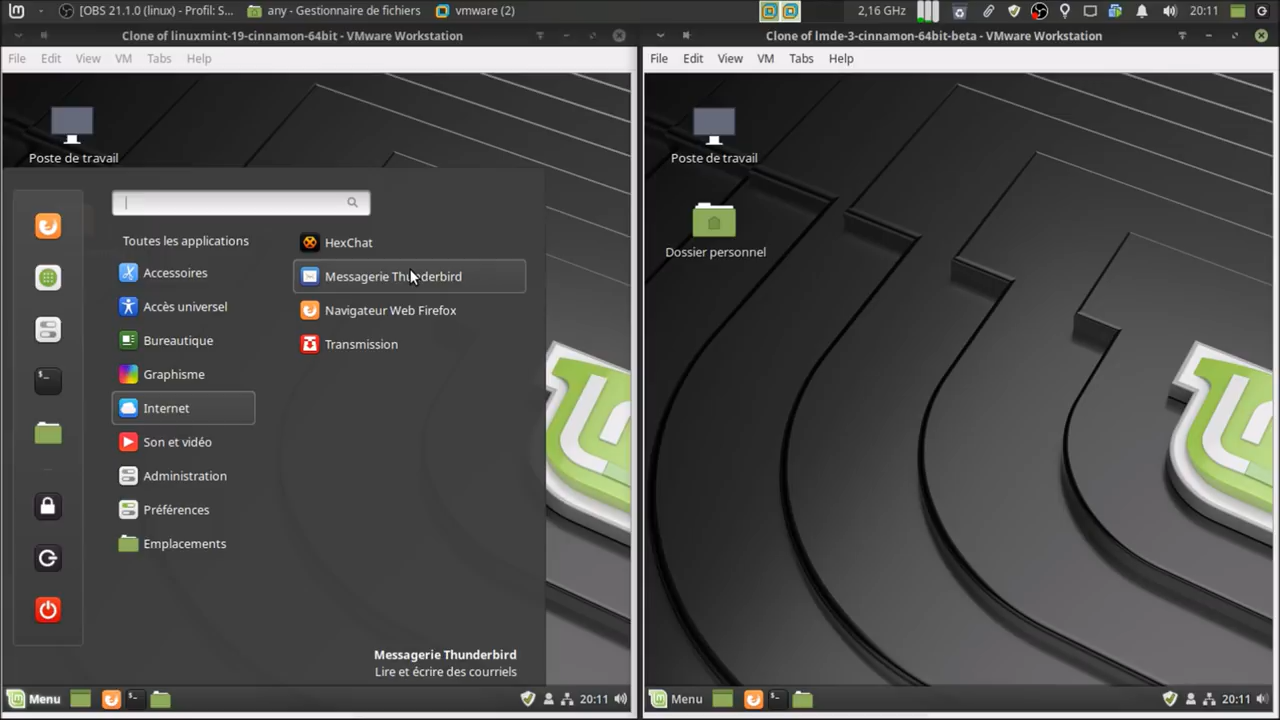 [OBS 21.1.0 (linux) - Profil: S...
any - Gestionnaire de fichiers
vmware (2)
2,16 GHz
20:11
Clone of linuxmint-19-cinnamon-64bit - VMware Workstation
File Edit View VM Tabs Help
Poste de travail
Toutes les applications
Accessoires
Accès universel
Bureautique
Graphisme
Internet
Son et vidéo
Administration
Préférences
Emplacements
HexChat
Messagerie Thunderbird
Navigateur Web Firefox
Transmission
Messagerie Thunderbird
Lire et écrire des courriels
Menu
20:11
Clone of lmde-3-cinnamon-64bit-beta - VMware Workstation
File Edit View VM Tabs Help
Poste de travail
Dossier personnel
Menu
20:11